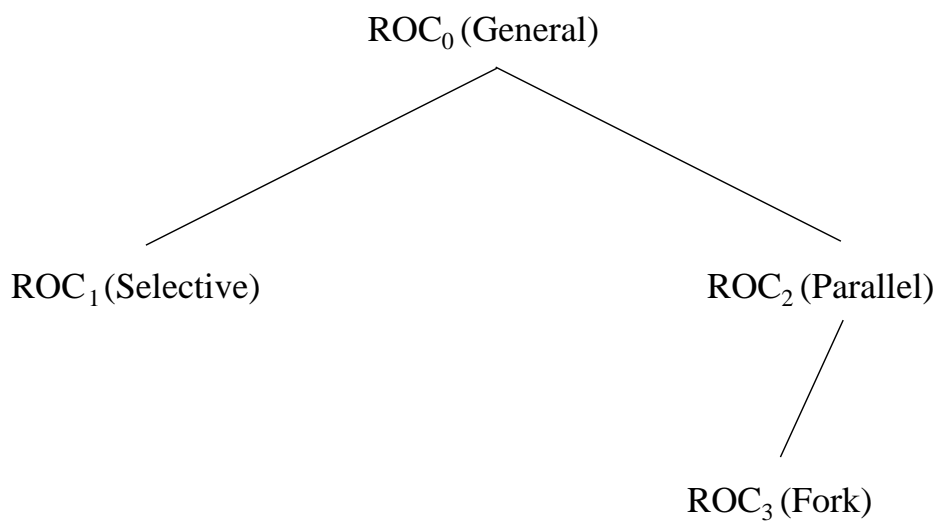 ROC₀ (General)
ROC₁ (Selective)
ROC₂ (Parallel)
ROC₃ (Fork)